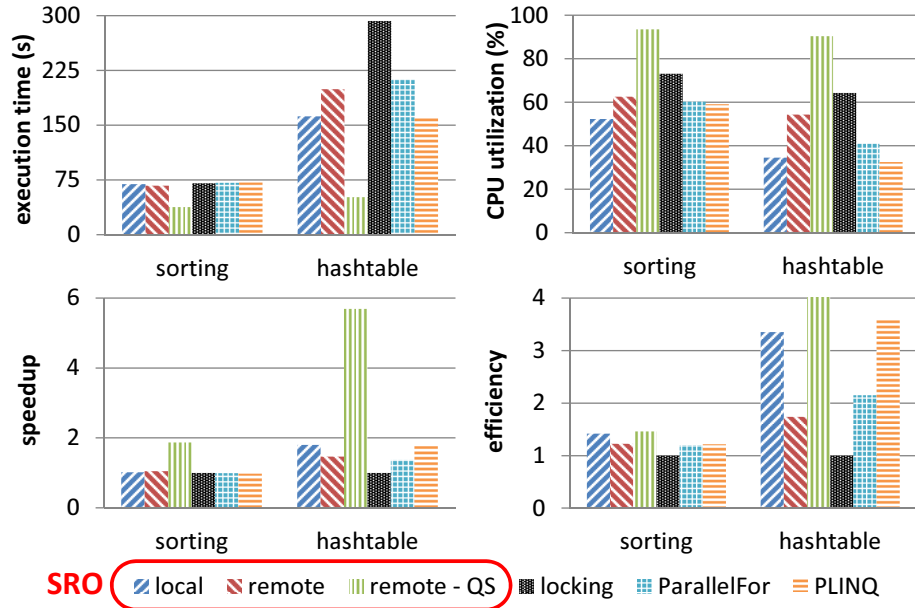 execution time (s)
300
225
150
75
0
sorting hashtable
CPU utilization (%)
100
80
60
40
20
0
sorting hashtable
speedup
6
4
2
0
sorting hashtable
efficiency
4
3
2
1
0
sorting hashtable
SRO local remote remote - QS locking ParallelFor PLINQ